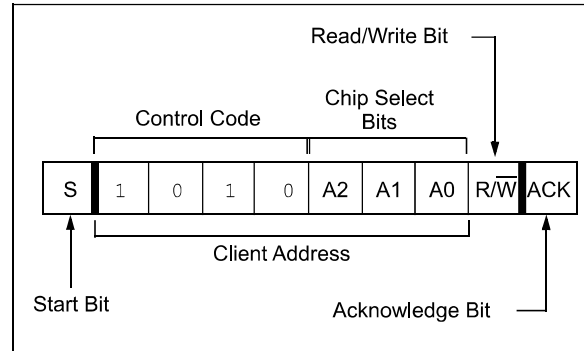 Read/Write Bit
Chip Select
Bits
Control Code
S 1 0 1 0 A2 A1 A0 R/W̅ ACK
Client Address
Start Bit
Acknowledge Bit